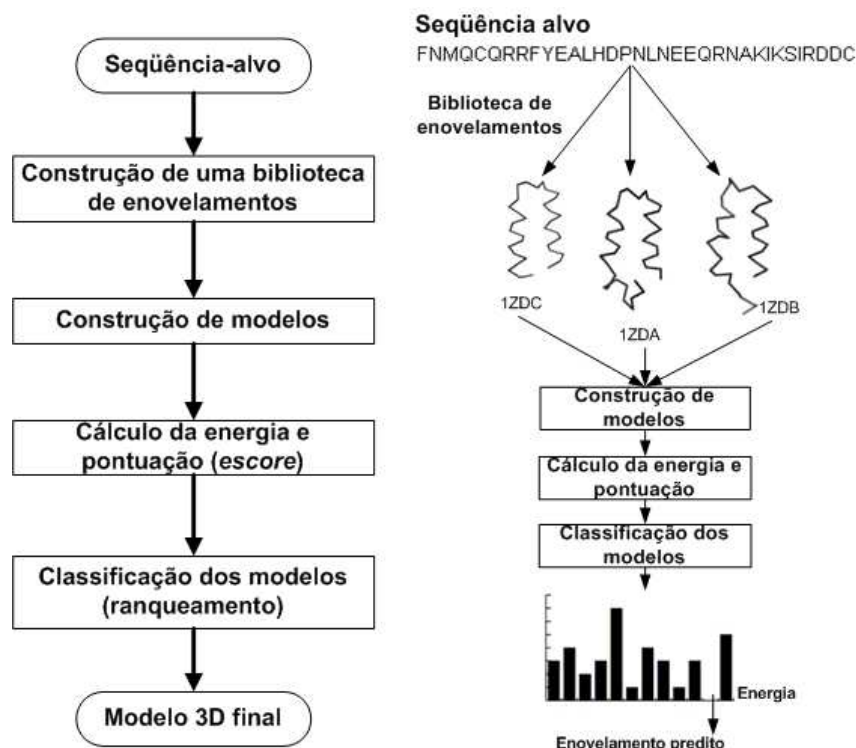 Seqüência-alvo
Construção de uma biblioteca
de enovelamentos
Construção de modelos
Cálculo da energia e
pontuação (escore)
Classificação dos modelos
(ranqueamento)
Modelo 3D final
Seqüência alvo
FNMQCQRRFYEALHDPNLNEEQRNAKIKSIRDDC
Biblioteca de
enovelamentos
1ZDC
1ZDA
1ZDB
Construção de
modelos
Cálculo da energia e
pontuação
Classificação dos
modelos
Energia
Enovelamento predito